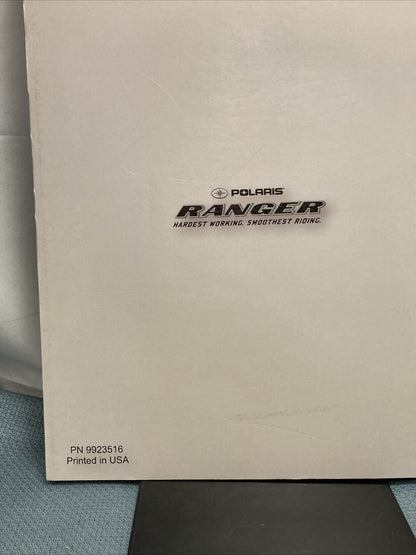 POLARIS
RANGER
HARDEST WORKING. SMOOTHEST RIDING.
PN 9923516
Printed in USA